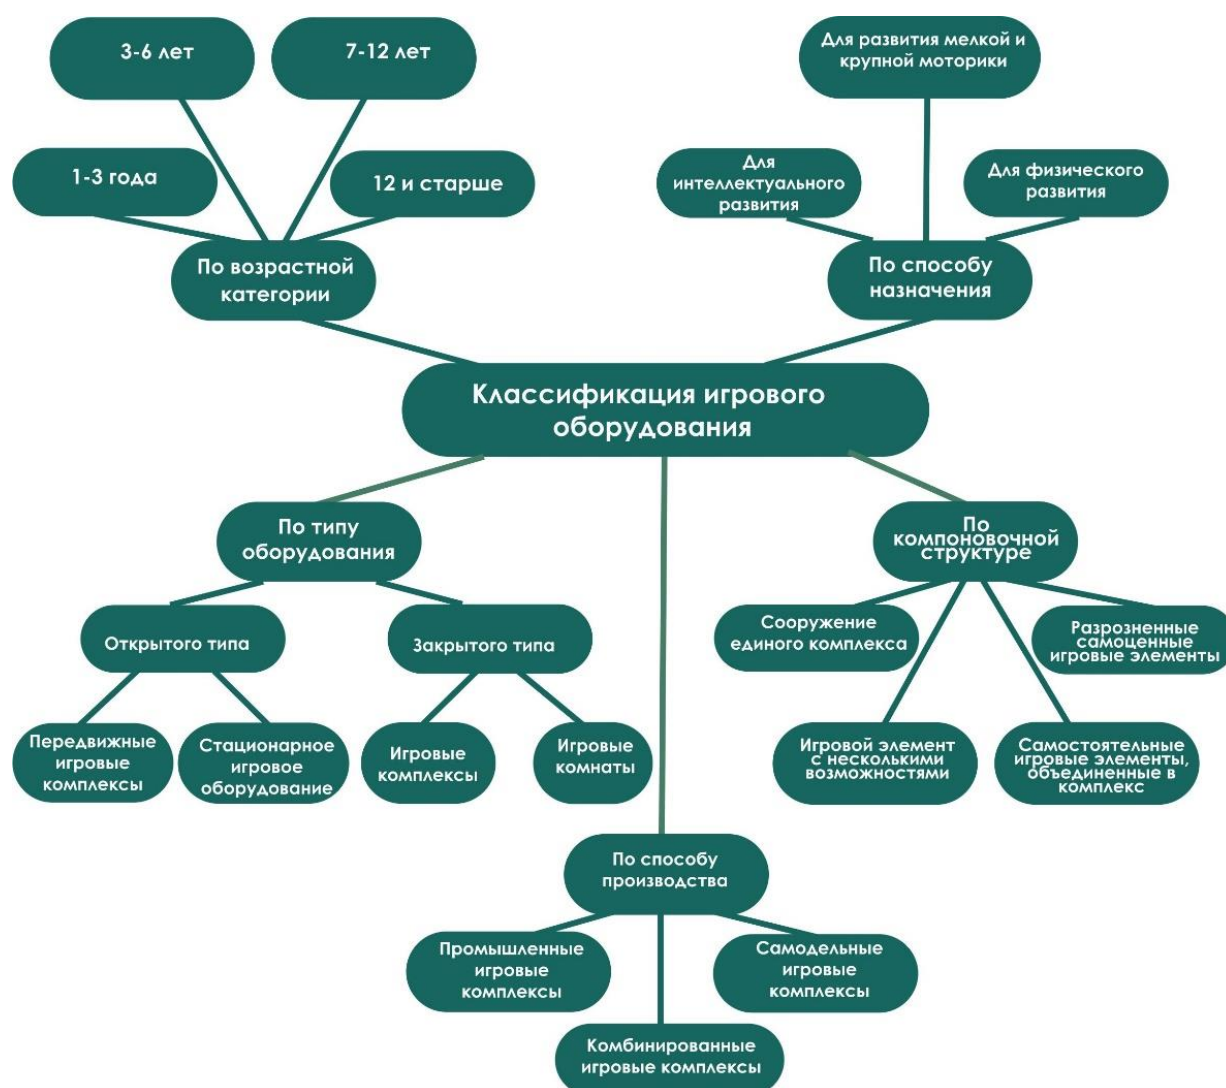 3-6 лет
7-12 лет
Для развития мелкой и
крупной моторики
1-3 года
12 и старше
Для
интеллектуального
развития
Для физического
развития
По возрастной
категории
По способу
назначения
Классификация игрового
оборудования
По типу
оборудования
По
компоновочной
структуре
Открытого типа
Закрытого типа
Сооружение
единого комплекса
Разрозненные
самоценные
игровые элементы
Передвижные
игровые
комплексы
Стационарное
игровое
оборудование
Игровые
комплексы
Игровые
комнаты
Игровой элемент
с несколькими
возможностями
Самостоятельные
игровые элементы,
объединенные в
комплекс
По способу
производства
Промышленные
игровые
комплексы
Самодельные
игровые
комплексы
Комбинированные
игровые комплексы